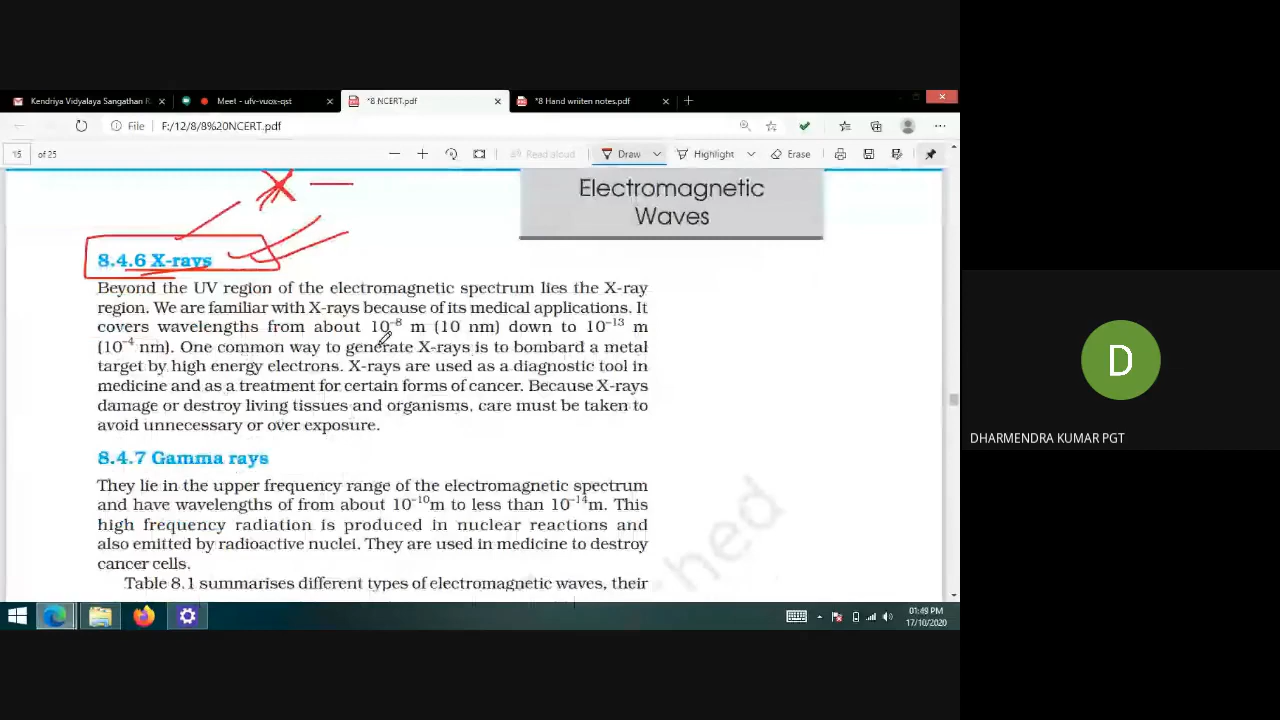 Kendriya Vidyalaya Sangathan R
Meet - ufv-vuox-qst
*8 NCERT.pdf
*8 Hand wriiten notes.pdf
File
F:/12/8/8%20NCERT.pdf
15 of 25
Read aloud
Draw
Highlight
Erase
X —
Electromagnetic
Waves
8.4.6 X-rays
Beyond the UV region of the electromagnetic spectrum lies the X-ray
region. We are familiar with X-rays because of its medical applications. It
covers wavelengths from about 10⁻⁸ m (10 nm) down to 10⁻¹³ m
(10⁻⁴ nm). One common way to generate X-rays is to bombard a metal
target by high energy electrons. X-rays are used as a diagnostic tool in
medicine and as a treatment for certain forms of cancer. Because X-rays
damage or destroy living tissues and organisms, care must be taken to
avoid unnecessary or over exposure.
8.4.7 Gamma rays
They lie in the upper frequency range of the electromagnetic spectrum
and have wavelengths of from about 10⁻¹⁰m to less than 10⁻¹⁴m. This
high frequency radiation is produced in nuclear reactions and
also emitted by radioactive nuclei. They are used in medicine to destroy
cancer cells.
Table 8.1 summarises different types of electromagnetic waves, their
hed
D
DHARMENDRA KUMAR PGT
01:49 PM
17/10/2020